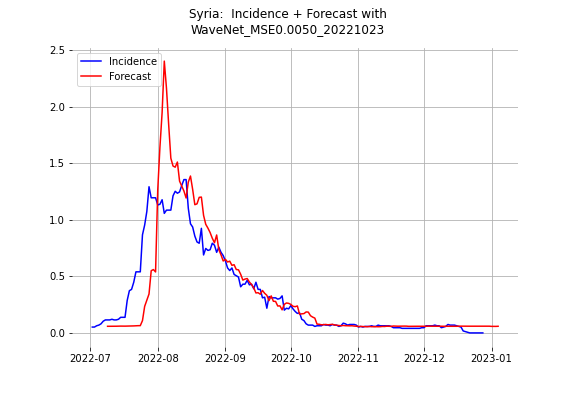 Syria:  Incidence + Forecast with
WaveNet_MSE0.0050_20221023
2.5
Incidence
Forecast
2.0
1.5
1.0
0.5
0.0
2022-07 2022-08 2022-09 2022-10 2022-11 2022-12 2023-01